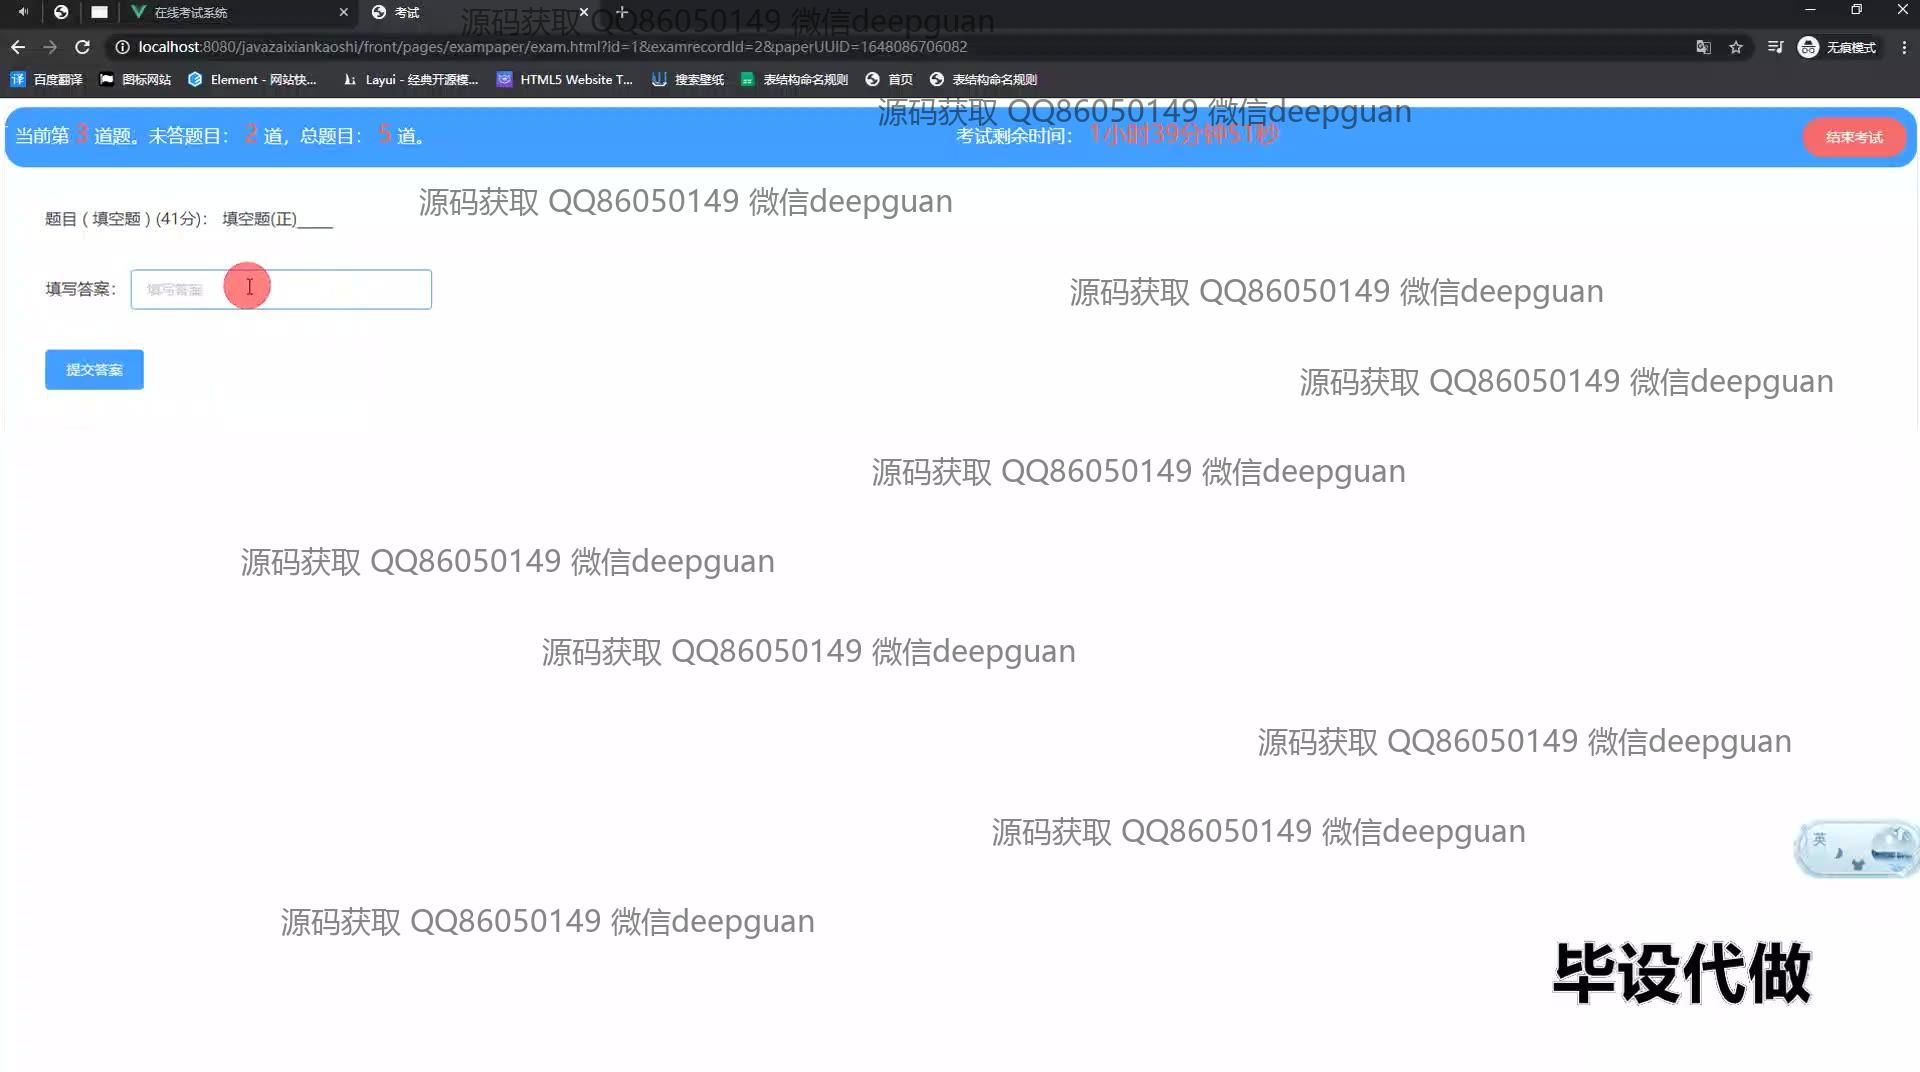 在线考试系统
考试
源码获取 QQ86050149 微信deepguan
localhost:8080/javazaixiankaoshi/front/pages/exampaper/exam.html?id=1&examrecordId=2&paperUUID=1648086706082
无痕模式
百度翻译
图标网站
Element - 网站快...
Layui - 经典开源模...
HTML5 Website T...
搜索壁纸
表结构命名规则
首页
表结构命名规则
源码获取 QQ86050149 微信deepguan
当前第 3 道题。未答题目： 2 道，总题目： 5 道。
考试剩余时间： 1小时39分钟51秒
结束考试
源码获取 QQ86050149 微信deepguan
题目 ( 填空题 ) (41分)： 填空题(正)____
填写答案： 填写答案
源码获取 QQ86050149 微信deepguan
提交答案
源码获取 QQ86050149 微信deepguan
源码获取 QQ86050149 微信deepguan
源码获取 QQ86050149 微信deepguan
源码获取 QQ86050149 微信deepguan
源码获取 QQ86050149 微信deepguan
源码获取 QQ86050149 微信deepguan
英
源码获取 QQ86050149 微信deepguan
毕设代做